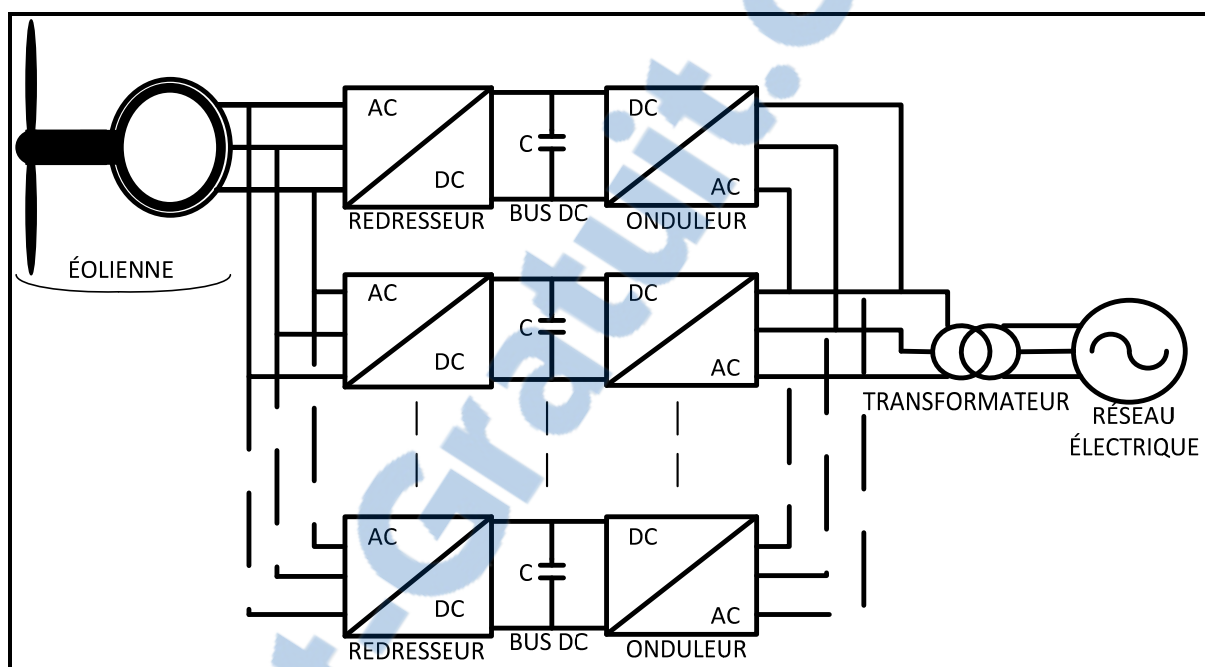 AC
DC
REDRESSEUR
C
BUS DC
DC
AC
ONDULEUR
ÉOLIENNE
AC
DC
C
DC
AC
TRANSFORMATEUR
RÉSEAU
ÉLECTRIQUE
AC
DC
REDRESSEUR
C
BUS DC
DC
AC
ONDULEUR
t-Gratuit.c